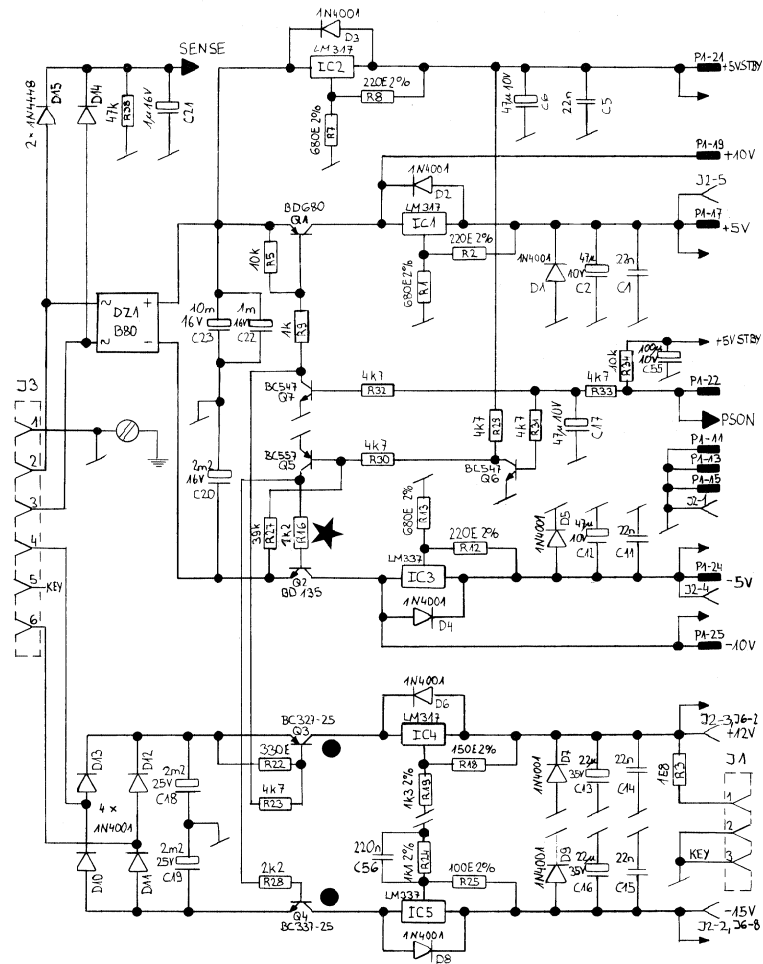 1N4001
D3
LM317
IC2
220E 2%
R8
680E 2%
R7
SENSE
2× 1N4448
D15
D14
47k
R38
1µ 16V
C21
47µ 10V
C6
22n
C5
P1-21
+5VSTBY
P1-19
+10V
J2-5
P1-17
+5V
1N4001
D2
LM317
IC1
220E 2%
R2
680E 2%
R1
BD680
Q1
10k
R5
1N4001
D1
47µ
10V
C2
22n
C1
DZ1
B80
~
~
+
-
10m
16V
C23
1m
16V
C22
1k
R9
+5VSTBY
10k
R34
100µ
10V
C55
BC547
Q7
4k7
R32
4k7
R33
P1-22
PSON
J3
1
2
3
4
5
KEY
6
4k7
R29
4k7
R31
47µ 10V
C17
P1-11
P1-13
P1-15
J2-1
BC557
Q5
4k7
R30
BC547
Q6
2m2
16V
C20
39k
R27
1k2
R16
680E 2%
R13
220E 2%
R12
1N4001
D5
47µ
10V
C12
22n
C11
Q2
BD135
IC3
LM337
1N4001
D4
P1-24
-5V
J2-4
P1-25
-10V
1N4001
D6
LM317
IC4
BC327-25
Q3
330E
R22
4k7
R23
150E 2%
R18
1k3 2%
R19
D13
D12
2m2
25V
C18
4×
1N4001
D10
D11
2m2
25V
C19
1N4001
D7
22µ
35V
C13
22n
C14
J2-3, J6-2
+12V
1E8
R3
J1
1
2
3
KEY
220n
C56
1k1 2%
R24
2k2
R28
100E 2%
R25
LM337
IC5
1N4001
D8
Q4
BC337-25
1N4001
D9
22µ
35V
C16
22n
C15
-15V
J2-2, J6-8